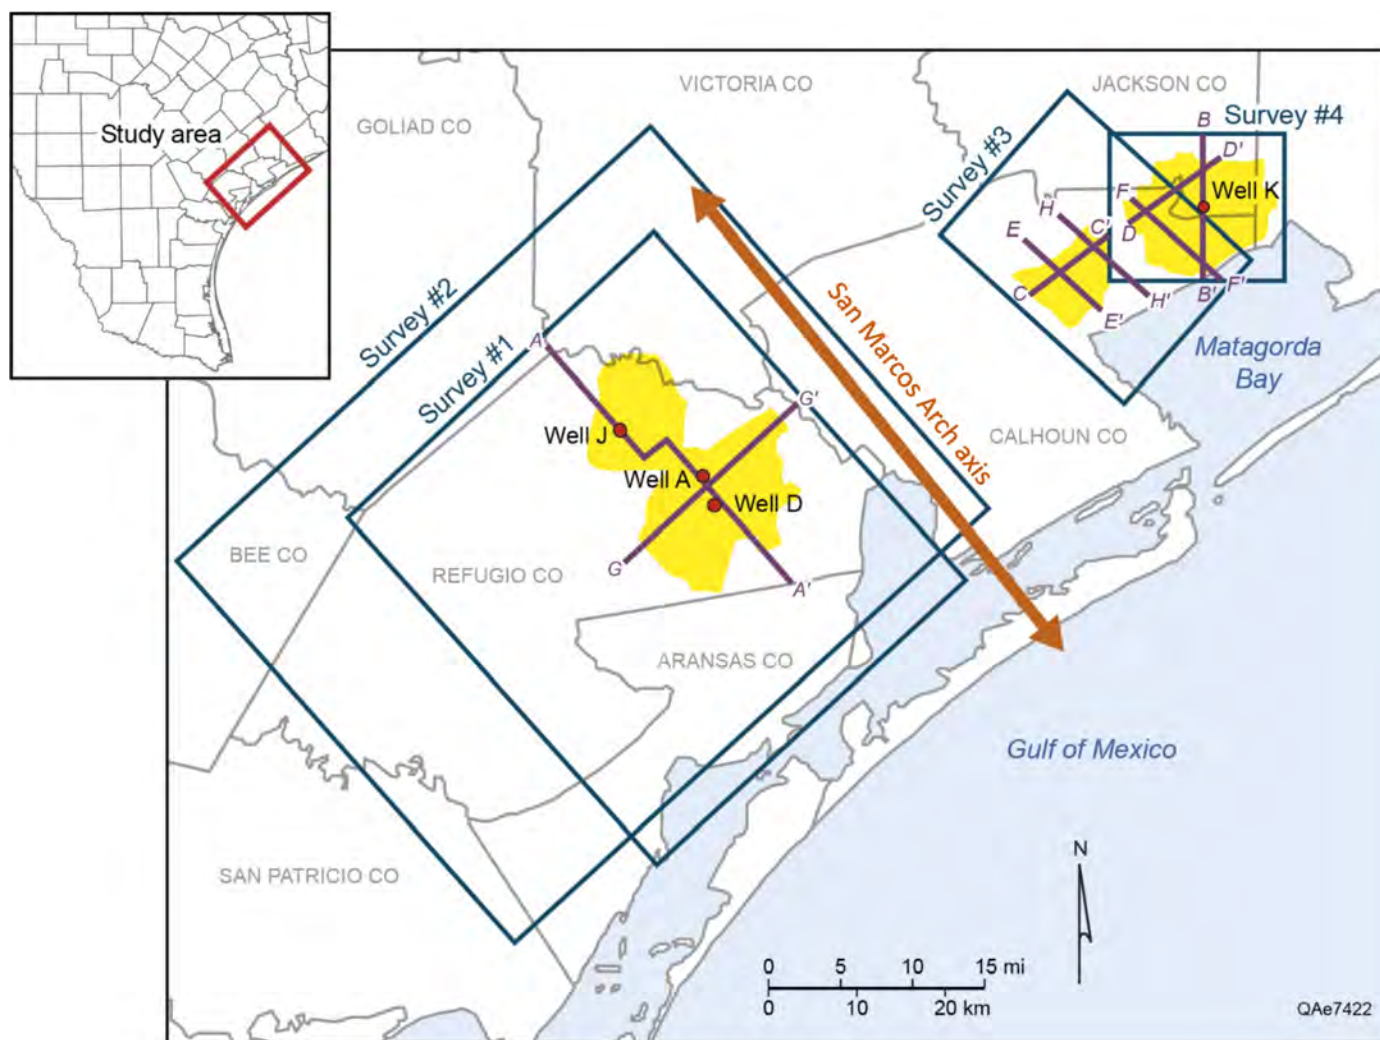 Study area
GOLIAD CO
VICTORIA CO
JACKSON CO
Survey #4
Survey #3
B
D'
F
Well K
H
C'
D
E
C
H'
E'
B'
F'
Matagorda
Bay
CALHOUN CO
San Marcos Arch axis
Survey #2
Survey #1
A
G'
Well J
Well A
Well D
G
A'
BEE CO
REFUGIO CO
ARANSAS CO
SAN PATRICIO CO
Gulf of Mexico
N
0 5 10 15 mi
0 10 20 km
QAe7422